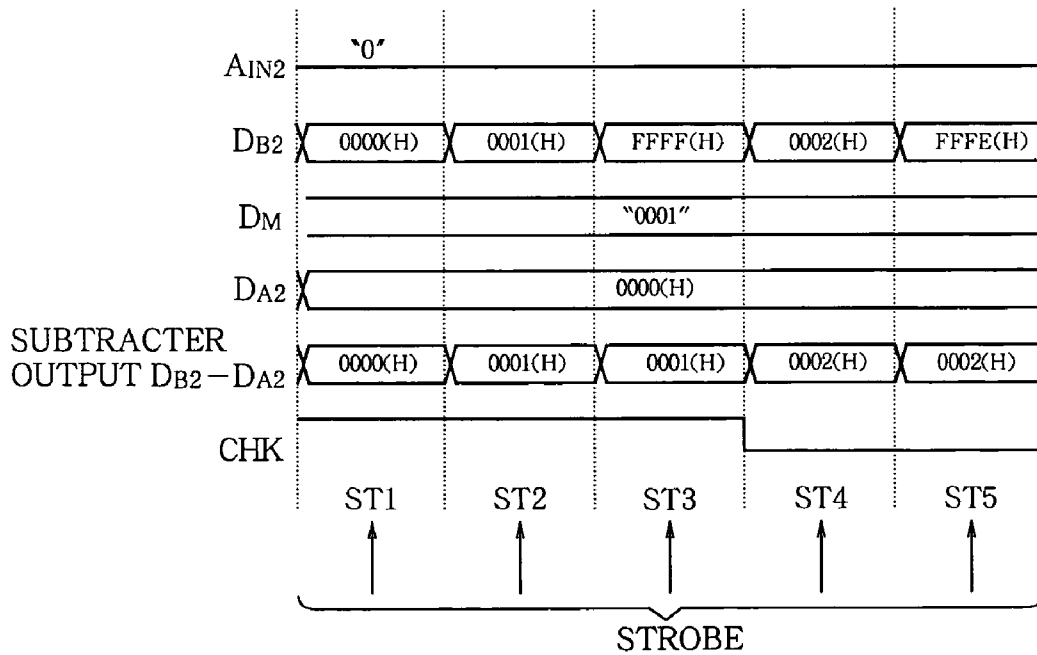 "0"
AIN2
DB2 0000(H) 0001(H) FFFF(H) 0002(H) FFFE(H)
DM "0001"
DA2 0000(H)
SUBTRACTER
OUTPUT DB2−DA2 0000(H) 0001(H) 0001(H) 0002(H) 0002(H)
CHK
ST1 ST2 ST3 ST4 ST5
STROBE